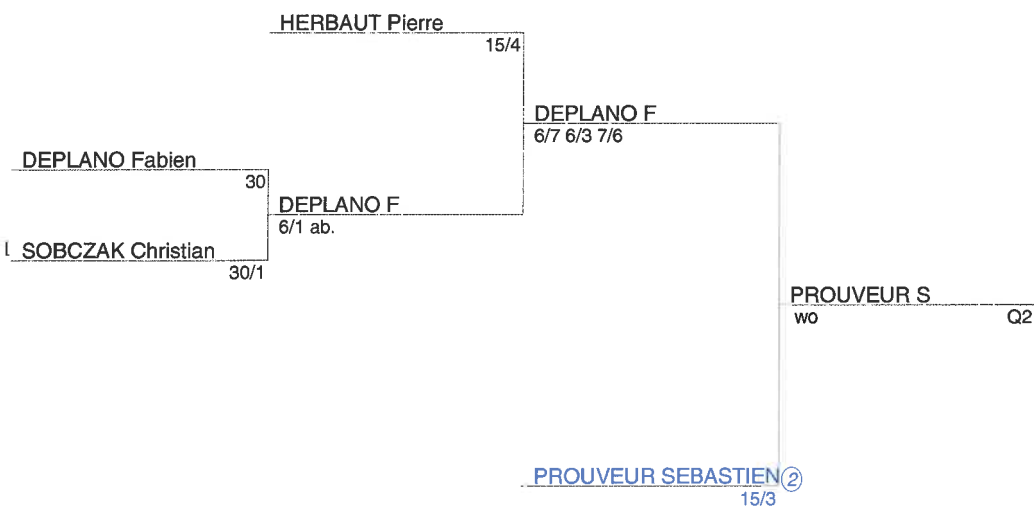 HERBAUT Pierre
15/4
DEPLANO F
6/7 6/3 7/6
DEPLANO Fabien
30
DEPLANO F
6/1 ab.
SOBCZAK Christian
30/1
PROUVEUR S
wo
Q2
PROUVEUR SEBASTIEN 2
15/3